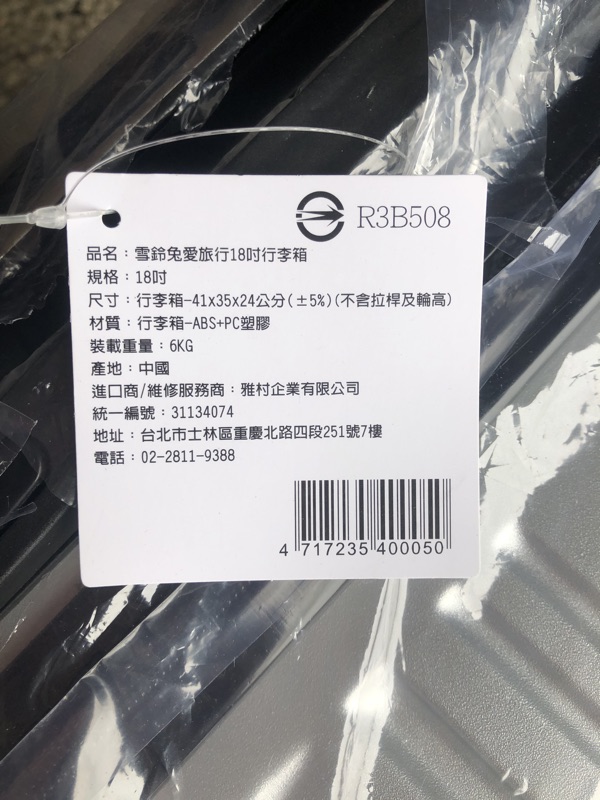 R3B508
品名：雪鈴兔愛旅行18吋行李箱
規格：18吋
尺寸：行李箱-41x35x24公分(±5%)(不含拉桿及輪高)
材質：行李箱-ABS+PC塑膠
裝載重量：6KG
產地：中國
進口商/維修服務商：雅村企業有限公司
統一編號：31134074
地址：台北市士林區重慶北路四段251號7樓
電話：02-2811-9388
4 717235 400050